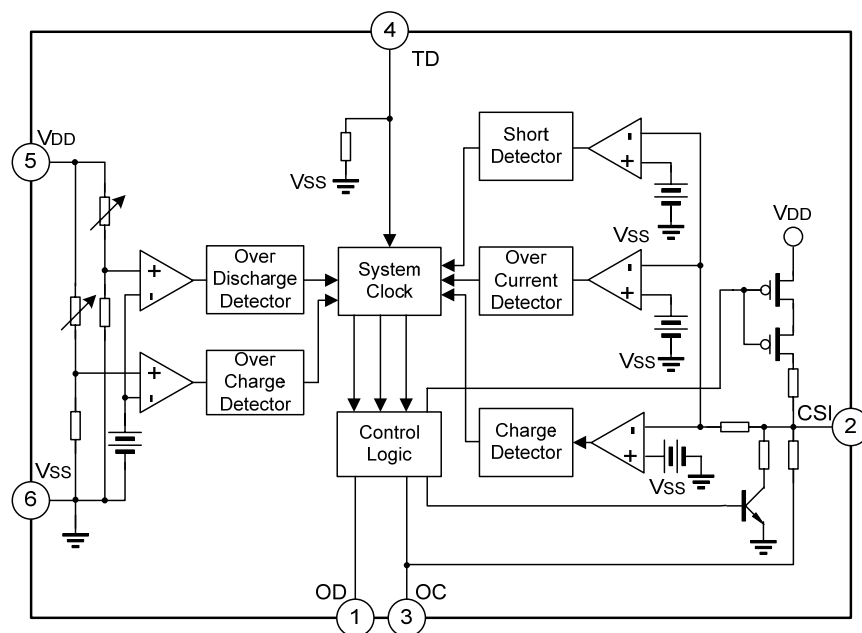 4
TD
VDD
5
VSS
Short
Detector
-
+
VSS
VDD
+
-
Over
Discharge
Detector
System
Clock
Over
Current
Detector
-
+
VSS
+
-
Over
Charge
Detector
Control
Logic
Charge
Detector
-
+
VSS
CSI
2
VSS
6
OD
1
OC
3